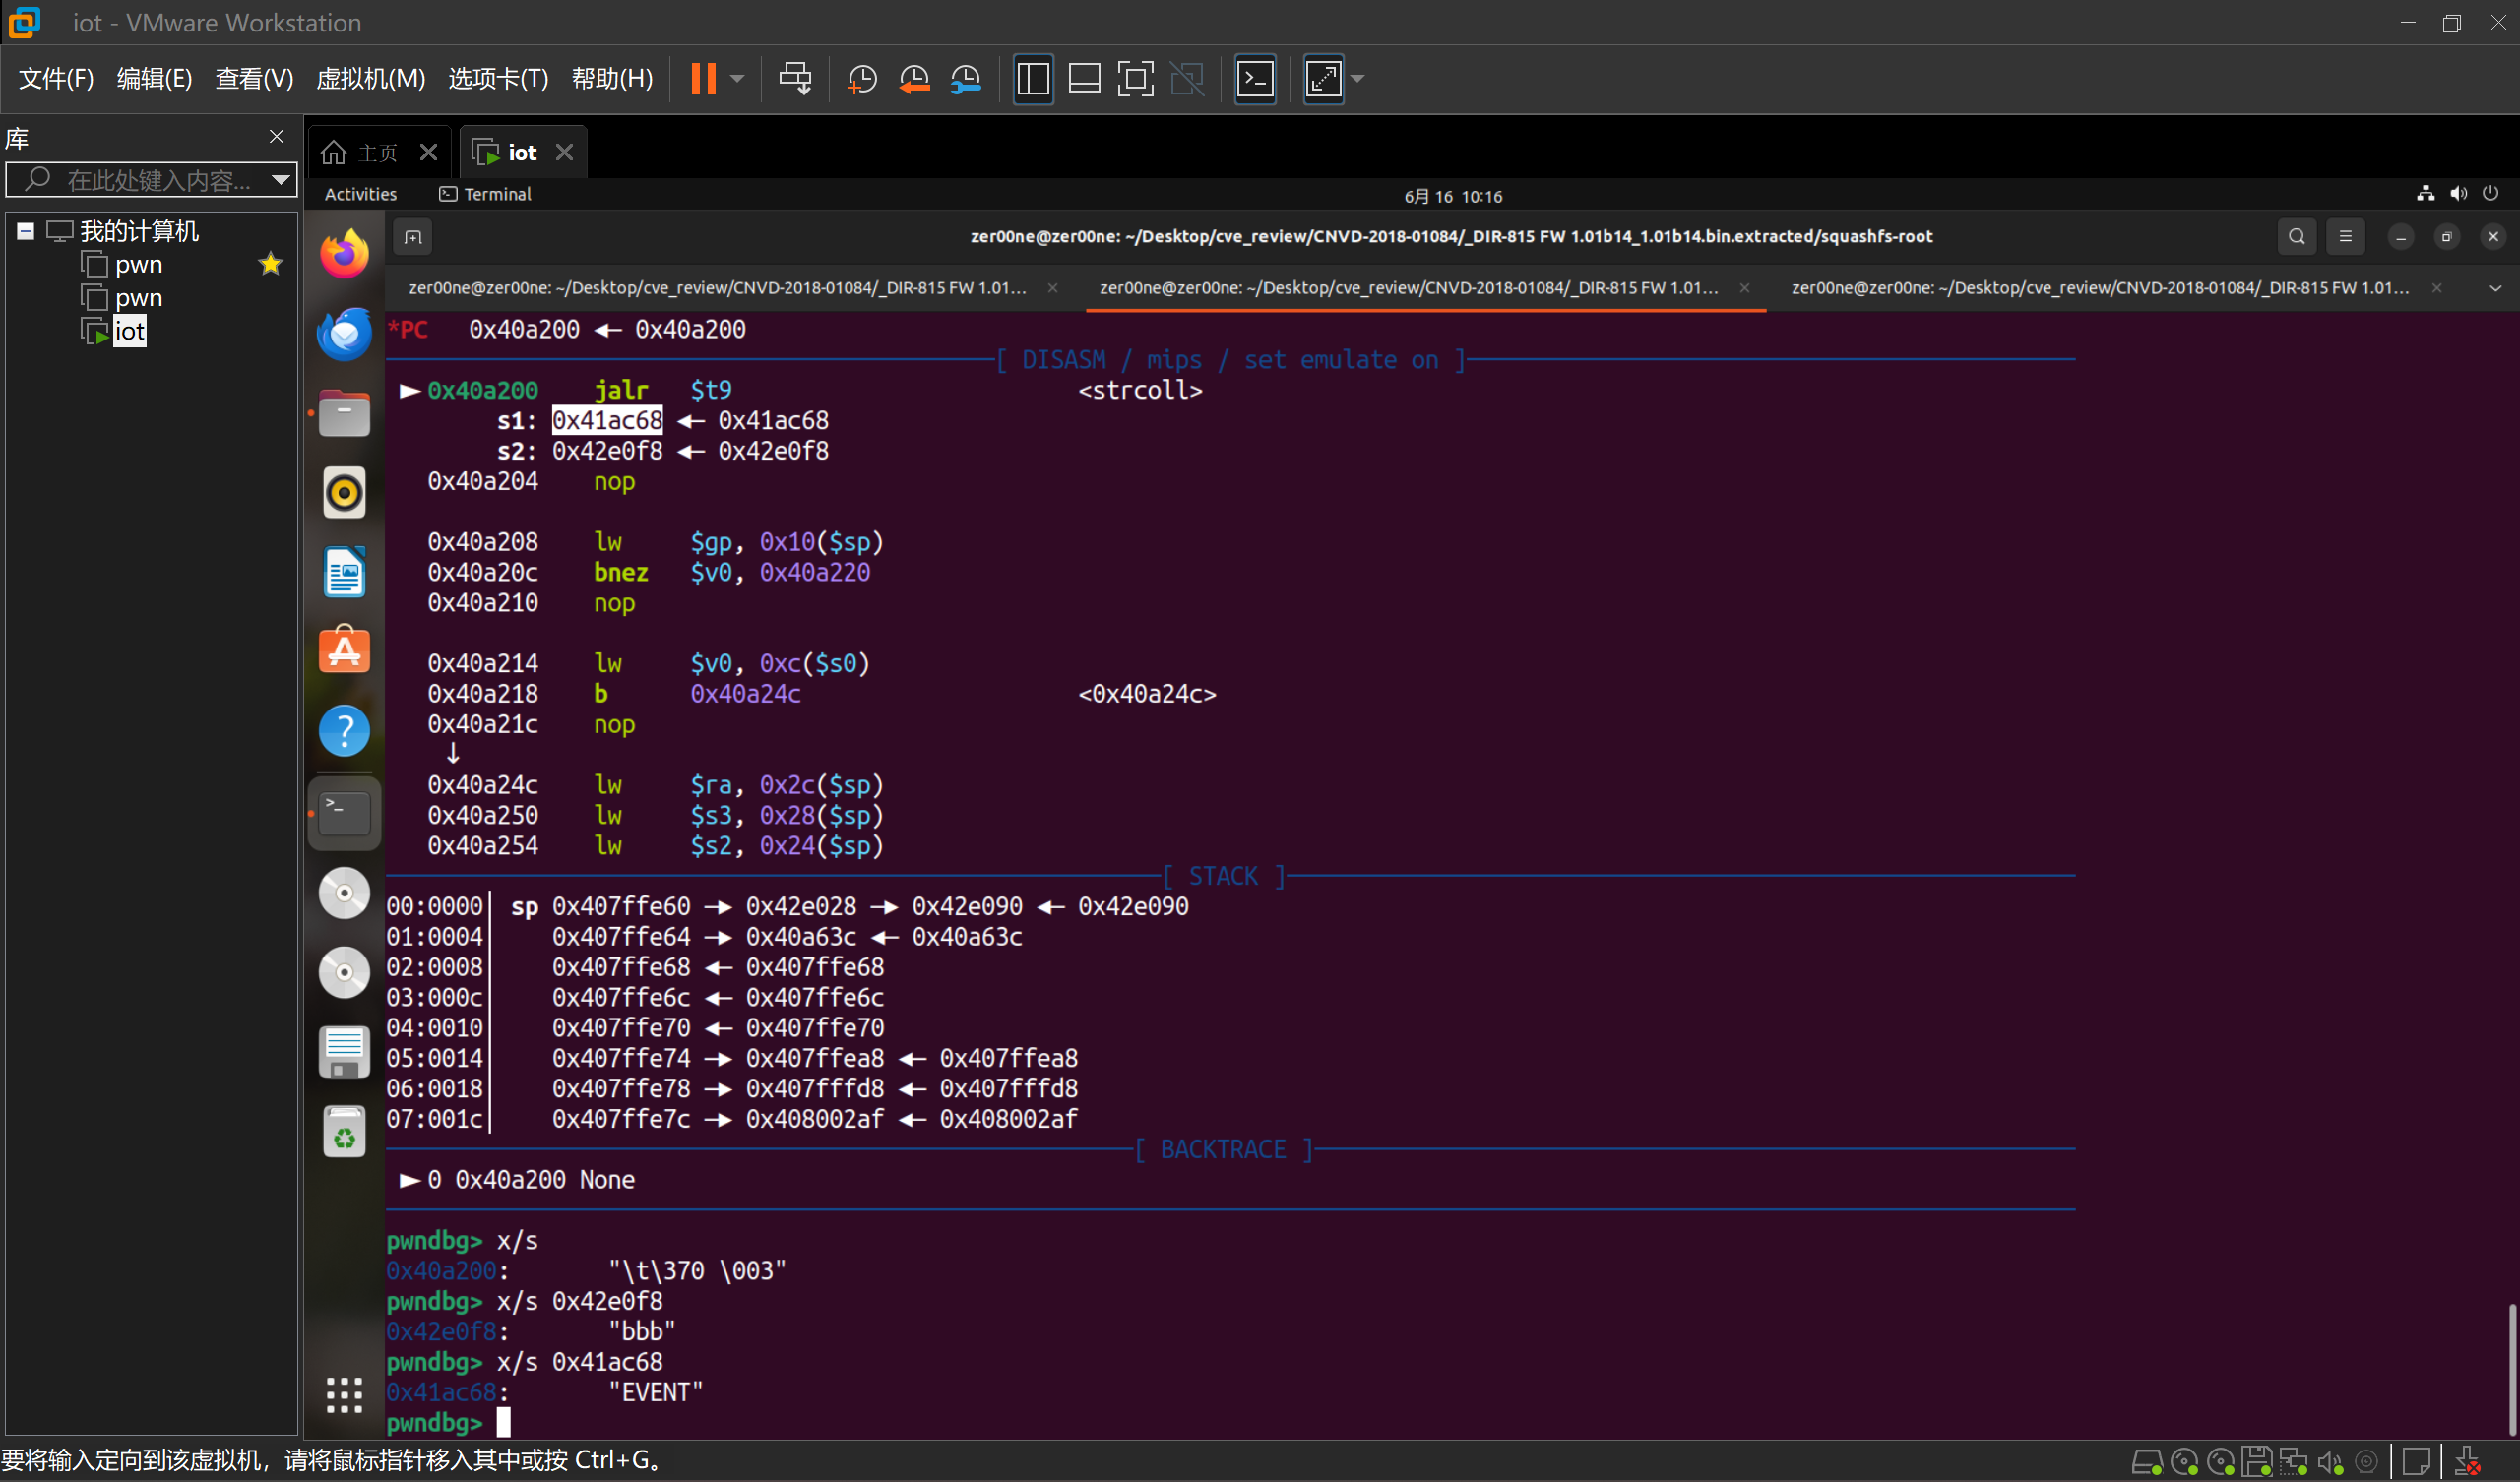 iot - VMware Workstation
文件(F) 编辑(E) 查看(V) 虚拟机(M) 选项卡(T) 帮助(H)
库
在此处键入内容...
我的计算机
pwn
pwn
iot
主页
iot
Activities Terminal 6月 16 10:16
zer00ne@zer00ne: ~/Desktop/cve_review/CNVD-2018-01084/_DIR-815 FW 1.01b14_1.01b14.bin.extracted/squashfs-root
zer00ne@zer00ne: ~/Desktop/cve_review/CNVD-2018-01084/_DIR-815 FW 1.01... zer00ne@zer00ne: ~/Desktop/cve_review/CNVD-2018-01084/_DIR-815 FW 1.01... zer00ne@zer00ne: ~/Desktop/cve_review/CNVD-2018-01084/_DIR-815 FW 1.01...
*PC 0x40a200 ◂— 0x40a200
[ DISASM / mips / set emulate on ]
► 0x40a200 jalr $t9 <strcoll>
s1: 0x41ac68 ◂— 0x41ac68
s2: 0x42e0f8 ◂— 0x42e0f8
0x40a204 nop
0x40a208 lw $gp, 0x10($sp)
0x40a20c bnez $v0, 0x40a220
0x40a210 nop
0x40a214 lw $v0, 0xc($s0)
0x40a218 b 0x40a24c <0x40a24c>
0x40a21c nop
↓
0x40a24c lw $ra, 0x2c($sp)
0x40a250 lw $s3, 0x28($sp)
0x40a254 lw $s2, 0x24($sp)
[ STACK ]
00:0000│ sp 0x407ffe60 —▸ 0x42e028 —▸ 0x42e090 ◂— 0x42e090
01:0004│ 0x407ffe64 —▸ 0x40a63c ◂— 0x40a63c
02:0008│ 0x407ffe68 ◂— 0x407ffe68
03:000c│ 0x407ffe6c ◂— 0x407ffe6c
04:0010│ 0x407ffe70 ◂— 0x407ffe70
05:0014│ 0x407ffe74 —▸ 0x407ffea8 ◂— 0x407ffea8
06:0018│ 0x407ffe78 —▸ 0x407fffd8 ◂— 0x407fffd8
07:001c│ 0x407ffe7c —▸ 0x408002af ◂— 0x408002af
[ BACKTRACE ]
► 0 0x40a200 None
pwndbg> x/s
0x40a200: "\t\370 \003"
pwndbg> x/s 0x42e0f8
0x42e0f8: "bbb"
pwndbg> x/s 0x41ac68
0x41ac68: "EVENT"
pwndbg>
要将输入定向到该虚拟机，请将鼠标指针移入其中或按 Ctrl+G。